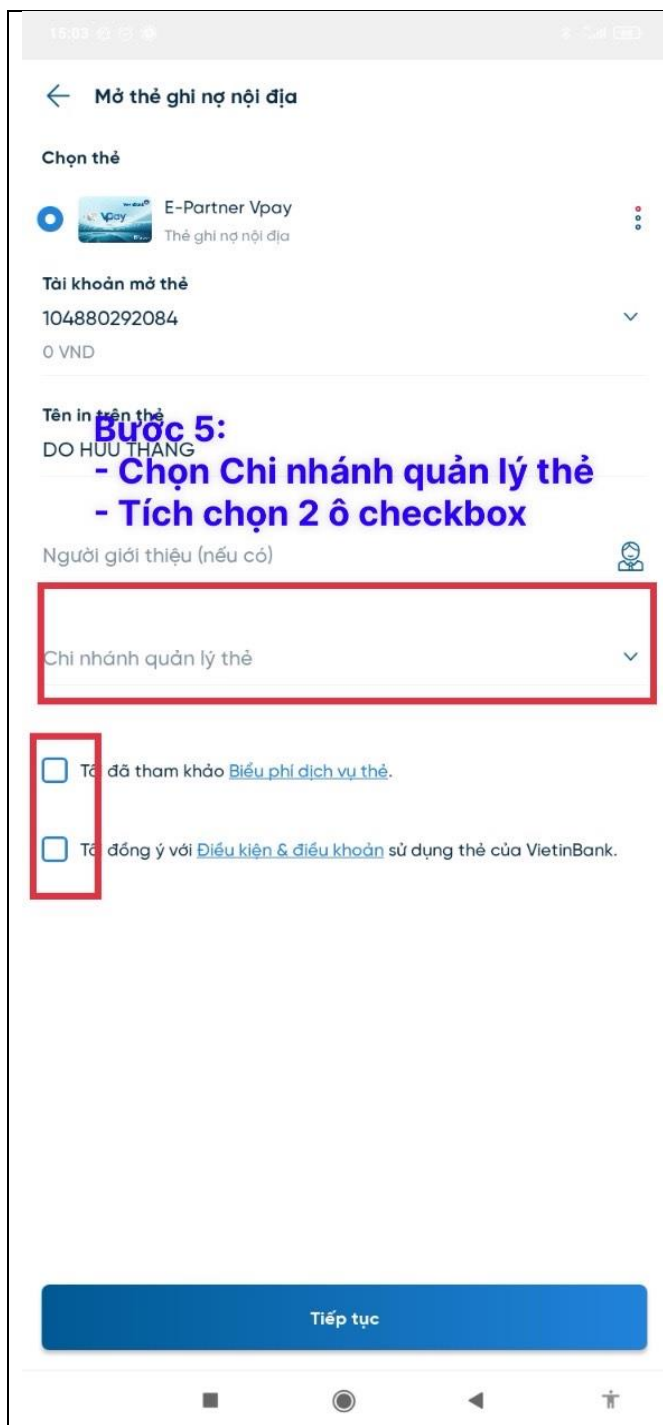 15:03
Mở thẻ ghi nợ nội địa
Chọn thẻ
Vpay
E-Partner Vpay
Thẻ ghi nợ nội địa
Tài khoản mở thẻ
104880292084
0 VND
Tên in trên thẻ
DO HUU THANG
Bước 5:
- Chọn Chi nhánh quản lý thẻ
- Tích chọn 2 ô checkbox
Người giới thiệu (nếu có)
Chi nhánh quản lý thẻ
Tôi đã tham khảo Biểu phí dịch vụ thẻ.
Tôi đồng ý với Điều kiện & điều khoản sử dụng thẻ của VietinBank.
Tiếp tục